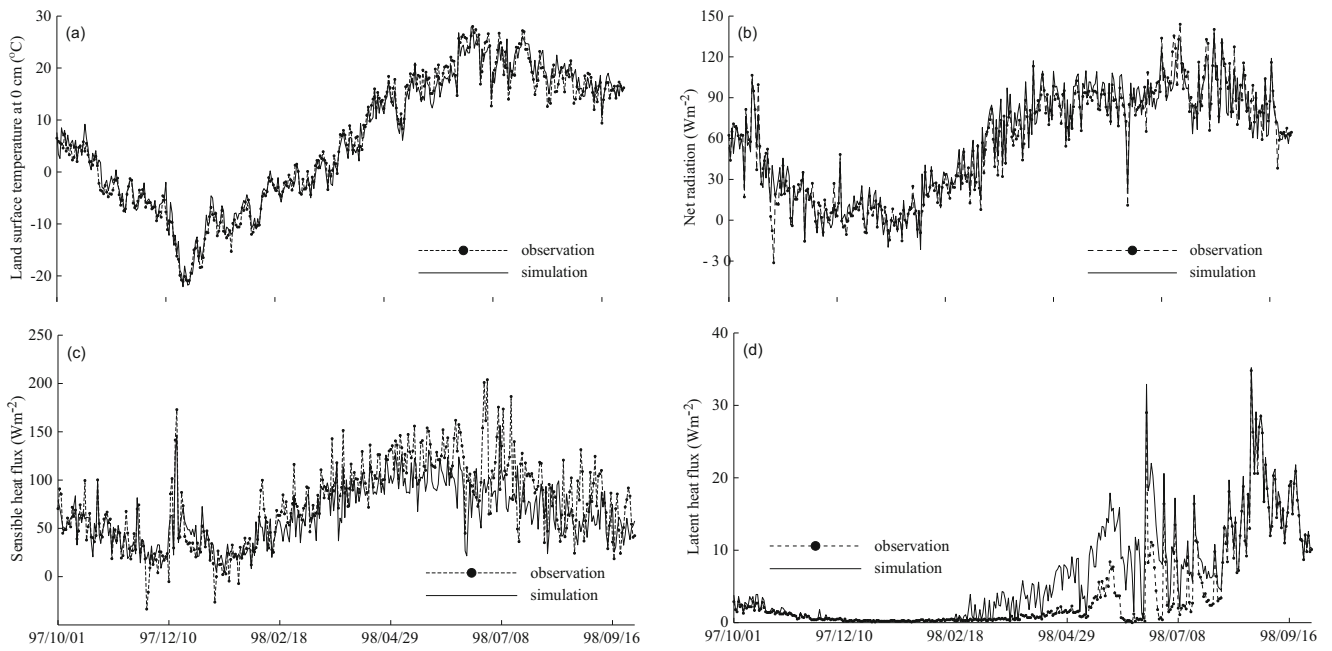 (a)
Land surface temperature at 0 cm (°C)
30
20
10
0
-10
-20
observation
simulation
(b)
Net radiation (Wm⁻²)
150
120
90
60
30
0
-3 0
observation
simulation
(c)
Sensible heat flux (Wm⁻²)
250
200
150
100
50
0
observation
simulation
97/10/01 97/12/10 98/02/18 98/04/29 98/07/08 98/09/16
(d)
Latent heat flux (Wm⁻²)
40
30
20
10
0
observation
simulation
97/10/01 97/12/10 98/02/18 98/04/29 98/07/08 98/09/16